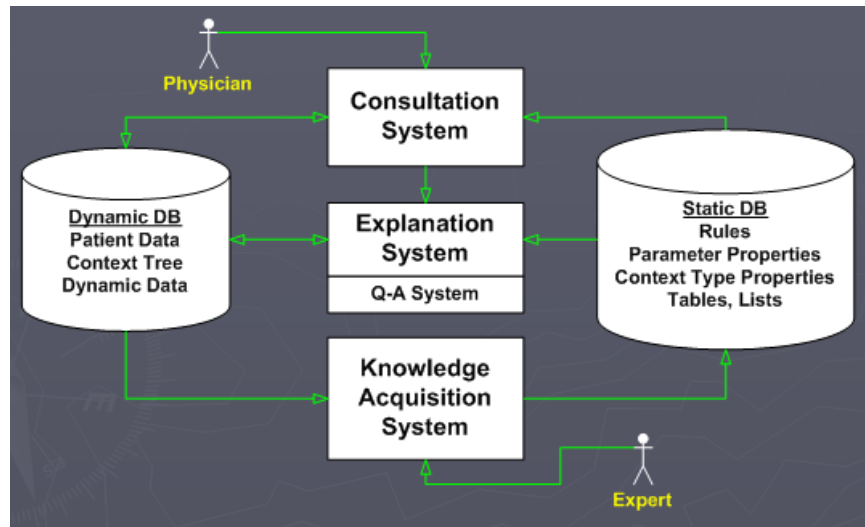 Physician
Consultation
System
Dynamic DB
Patient Data
Context Tree
Dynamic Data
Explanation
System
Q-A System
Static DB
Rules
Parameter Properties
Context Type Properties
Tables, Lists
Knowledge
Acquisition
System
Expert